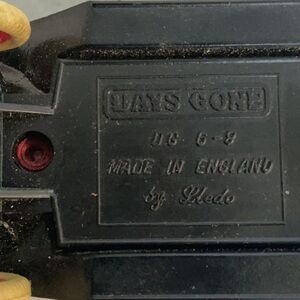 DAYS GONE
DG 6-8
MADE IN ENGLAND
by Lledo